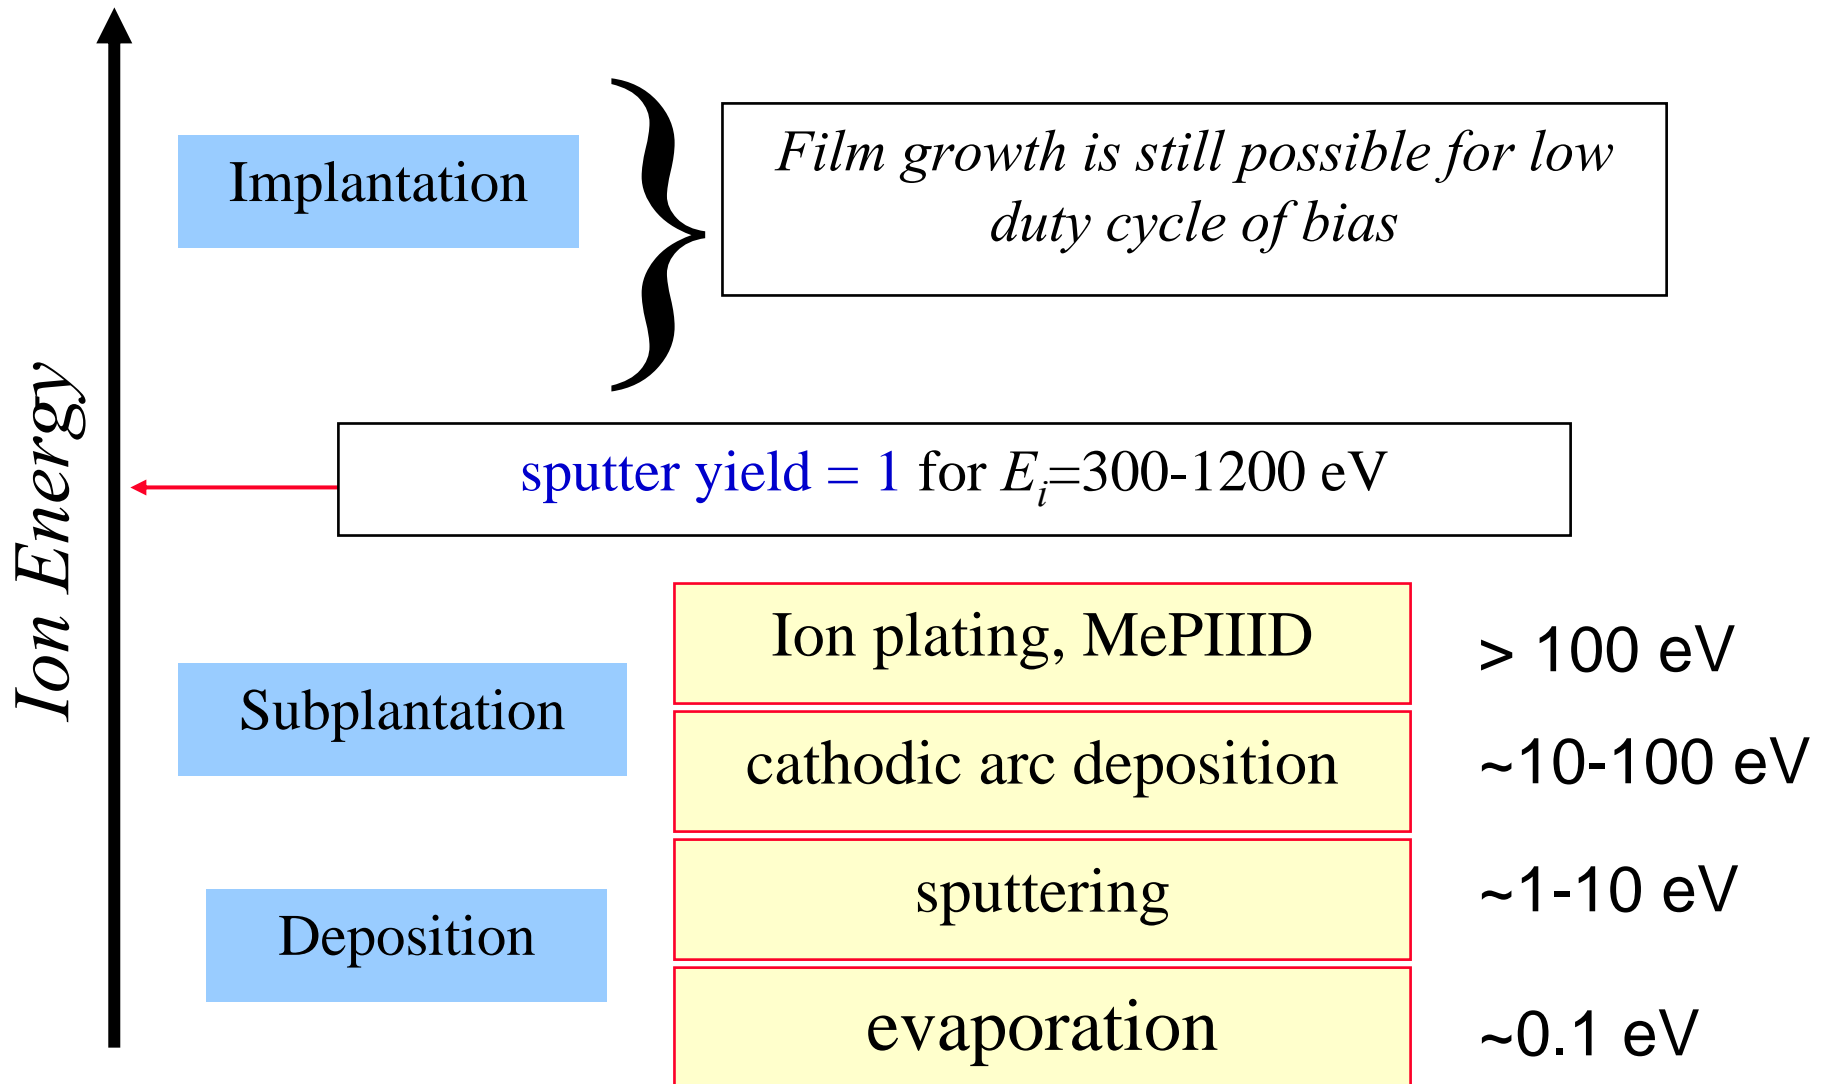 Implantation
Film growth is still possible for low
duty cycle of bias
Ion Energy
sputter yield = 1 for Ei=300-1200 eV
Ion plating, MePIIID
> 100 eV
Subplantation
cathodic arc deposition
~10-100 eV
sputtering
~1-10 eV
Deposition
evaporation
~0.1 eV